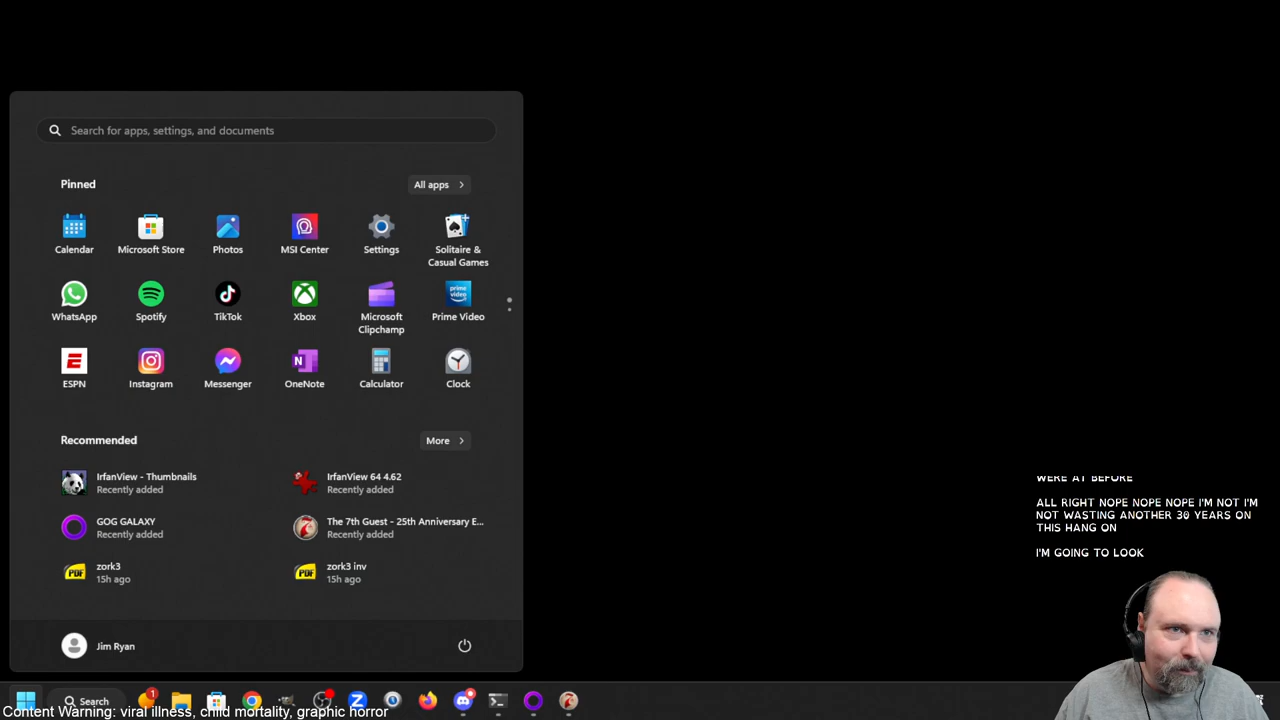 Search for apps, settings, and documents
Pinned
All apps
Calendar
Microsoft Store
Photos
MSI Center
Settings
Solitaire &
Casual Games
WhatsApp
Spotify
TikTok
Xbox
Microsoft
Clipchamp
prime
video
Prime Video
ESPN
Instagram
Messenger
OneNote
Calculator
Clock
Recommended
More
IrfanView - Thumbnails
Recently added
IrfanView 64 4.62
Recently added
GOG GALAXY
Recently added
The 7th Guest - 25th Anniversary E...
Recently added
PDF
zork3
15h ago
PDF
zork3 inv
15h ago
Jim Ryan
WERE AT BEFORE
ALL RIGHT NOPE NOPE NOPE I'M NOT I'M
NOT WASTING ANOTHER 30 YEARS ON
THIS HANG ON
I'M GOING TO LOOK
Search
1
Content Warning: viral illness, child mortality, graphic horror